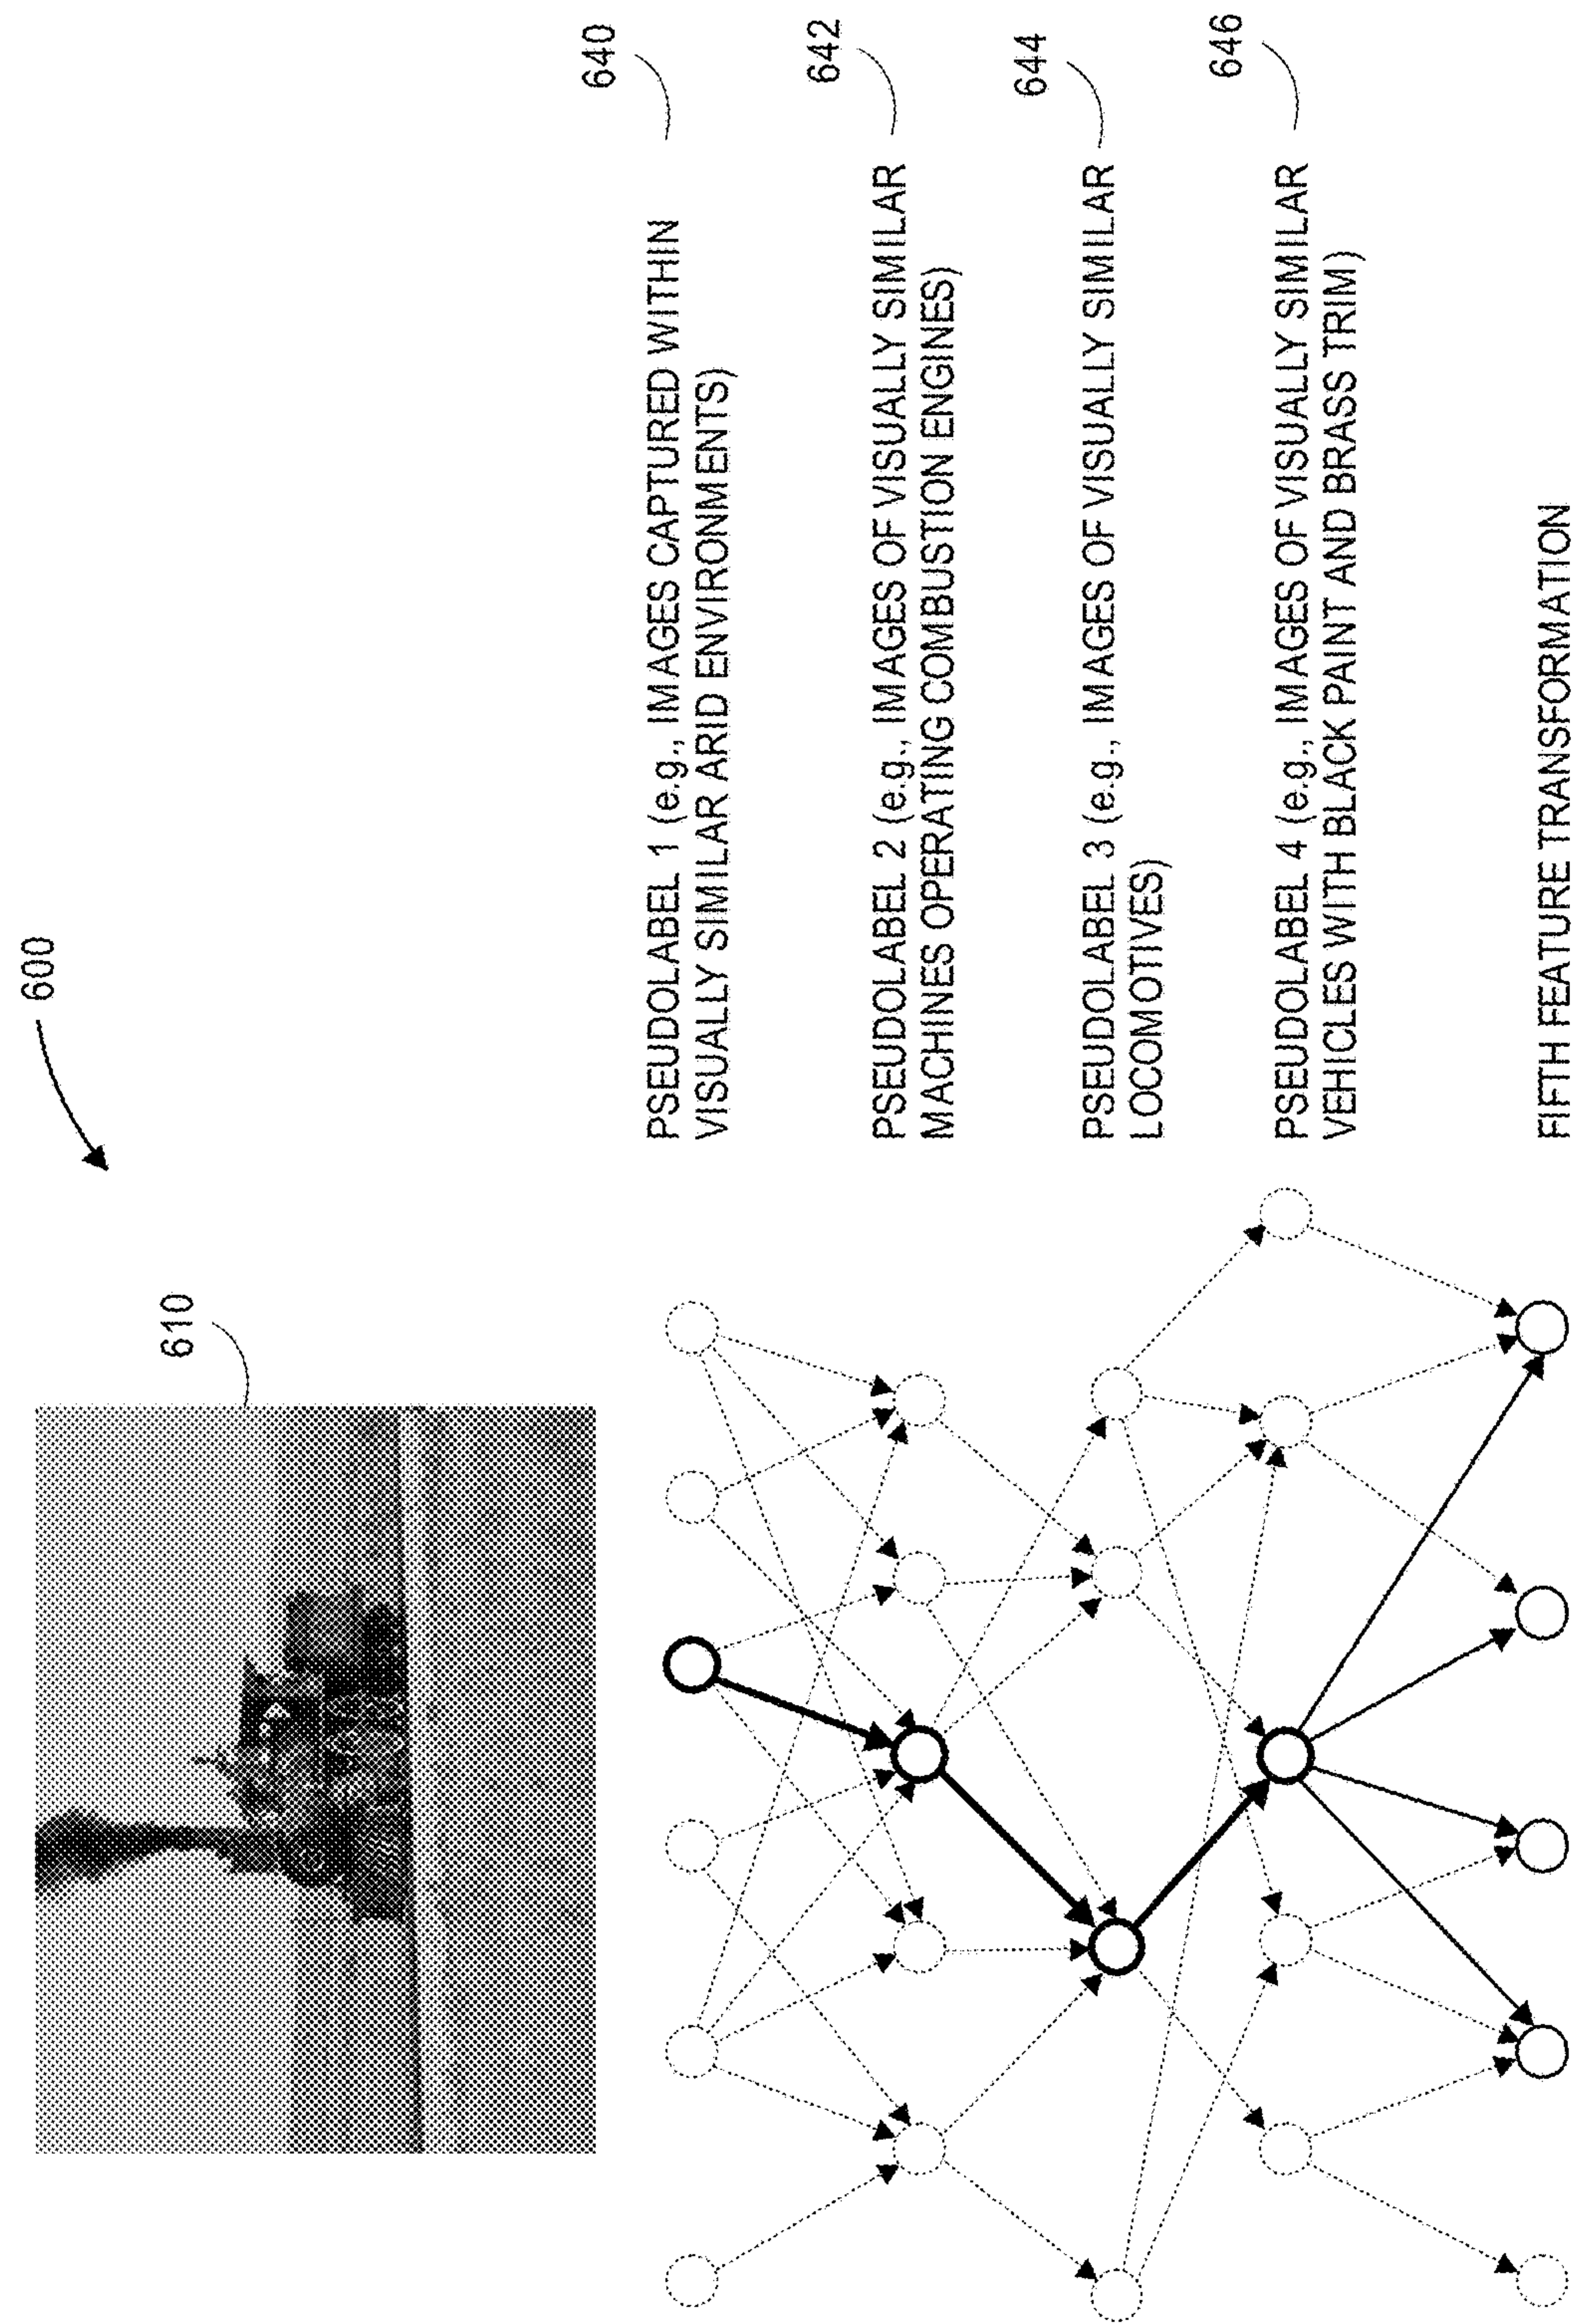 600
610
PSEUDOLABEL 1 (e.g., IMAGES CAPTURED WITHIN
VISUALLY SIMILAR ARID ENVIRONMENTS)
640
PSEUDOLABEL 2 (e.g., IMAGES OF VISUALLY SIMILAR
MACHINES OPERATING COMBUSTION ENGINES)
642
PSEUDOLABEL 3 (e.g., IMAGES OF VISUALLY SIMILAR
LOCOMOTIVES)
644
PSEUDOLABEL 4 (e.g., IMAGES OF VISUALLY SIMILAR
VEHICLES WITH BLACK PAINT AND BRASS TRIM)
646
FIFTH FEATURE TRANSFORMATION